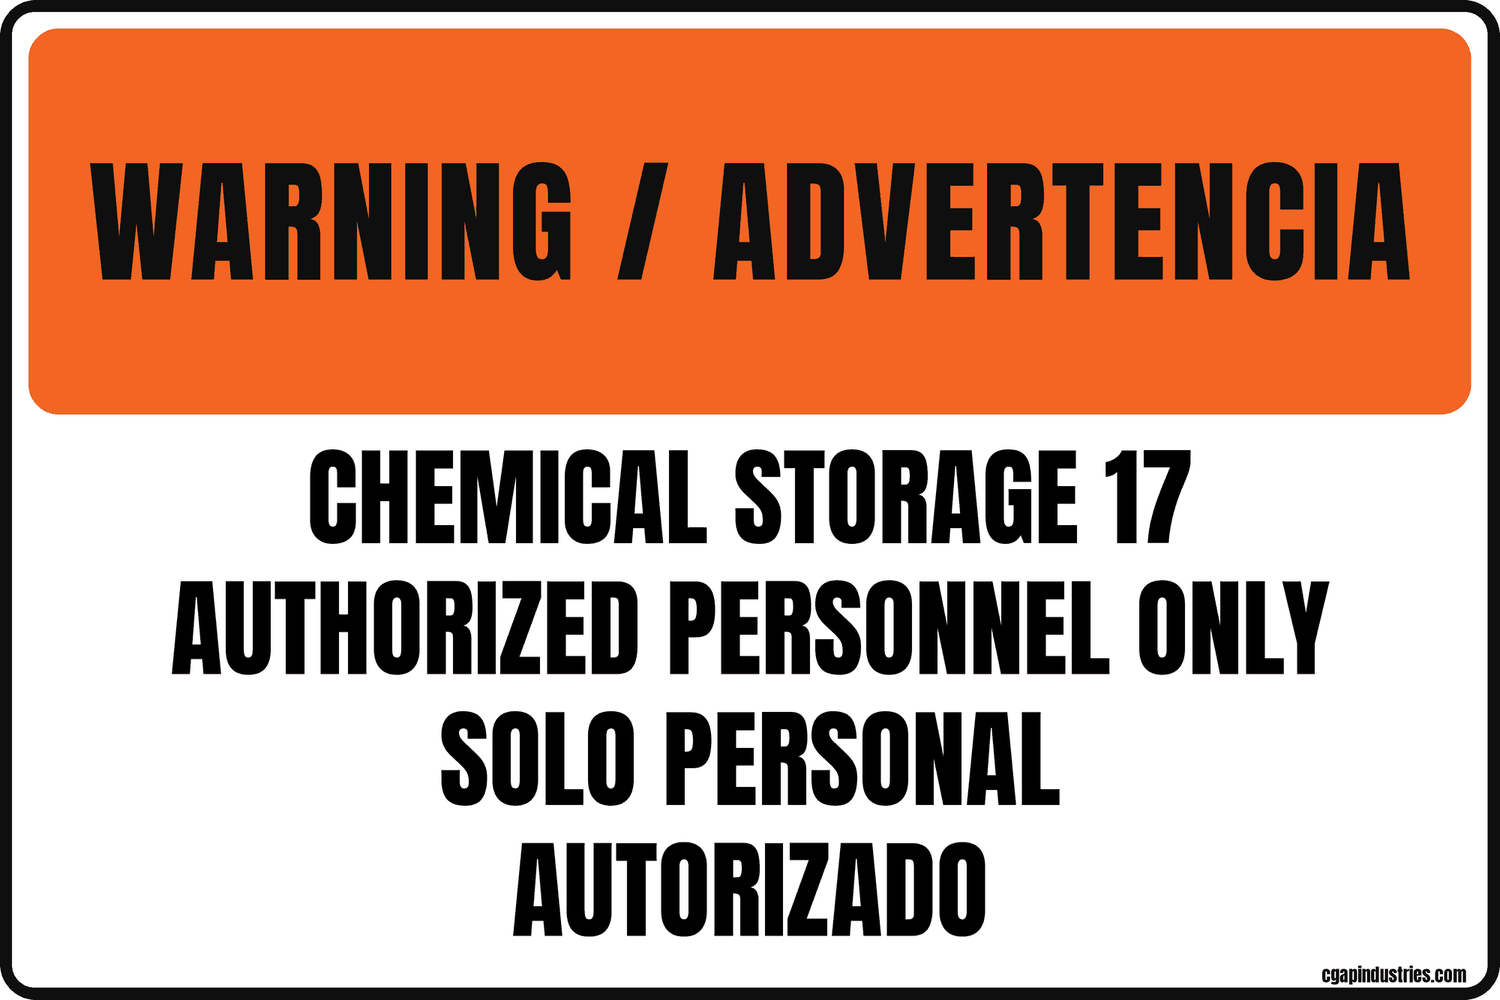 WARNING / ADVERTENCIA
CHEMICAL STORAGE 17
AUTHORIZED PERSONNEL ONLY
SOLO PERSONAL
AUTORIZADO
cgapindustries.com